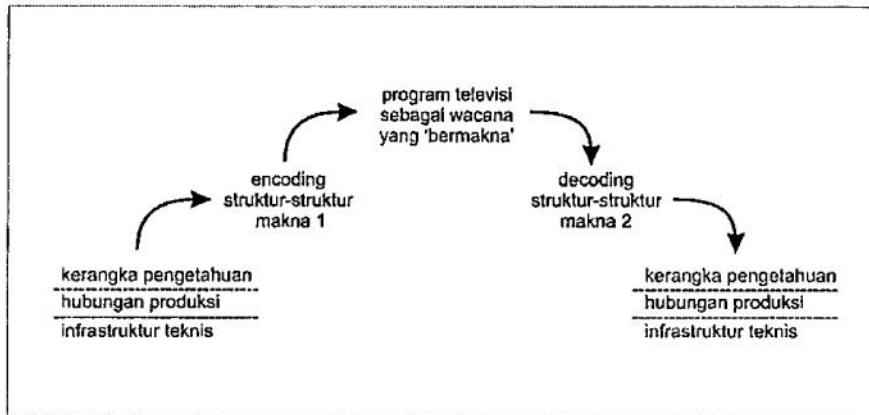 program televisi
sebagai wacana
yang 'bermakna'
encoding
struktur-struktur
makna 1
decoding
struktur-struktur
makna 2
kerangka pengetahuan
hubungan produksi
infrastruktur teknis
kerangka pengetahuan
hubungan produksi
infrastruktur teknis